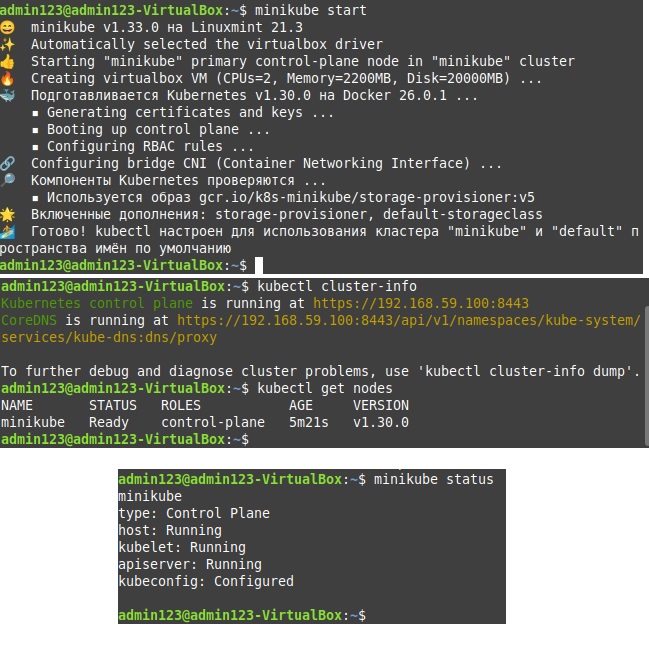 admin123@admin123-VirtualBox:~$ minikube start
😄  minikube v1.33.0 на Linuxmint 21.3
✨  Automatically selected the virtualbox driver
👍  Starting "minikube" primary control-plane node in "minikube" cluster
🔥  Creating virtualbox VM (CPUs=2, Memory=2200MB, Disk=20000MB) ...
🐳  Подготавливается Kubernetes v1.30.0 на Docker 26.0.1 ...
▪ Generating certificates and keys ...
▪ Booting up control plane ...
▪ Configuring RBAC rules ...
🔗  Configuring bridge CNI (Container Networking Interface) ...
🔎  Компоненты Kubernetes проверяются ...
▪ Используется образ gcr.io/k8s-minikube/storage-provisioner:v5
🌟  Включенные дополнения: storage-provisioner, default-storageclass
🏄  Готово! kubectl настроен для использования кластера "minikube" и "default" п
ространства имён по умолчанию
admin123@admin123-VirtualBox:~$
admin123@admin123-VirtualBox:~$ kubectl cluster-info
Kubernetes control plane is running at https://192.168.59.100:8443
CoreDNS is running at https://192.168.59.100:8443/api/v1/namespaces/kube-system/
services/kube-dns:dns/proxy
To further debug and diagnose cluster problems, use 'kubectl cluster-info dump'.
admin123@admin123-VirtualBox:~$ kubectl get nodes
NAME       STATUS   ROLES           AGE     VERSION
minikube   Ready    control-plane   5m21s   v1.30.0
admin123@admin123-VirtualBox:~$
admin123@admin123-VirtualBox:~$ minikube status
minikube
type: Control Plane
host: Running
kubelet: Running
apiserver: Running
kubeconfig: Configured
admin123@admin123-VirtualBox:~$